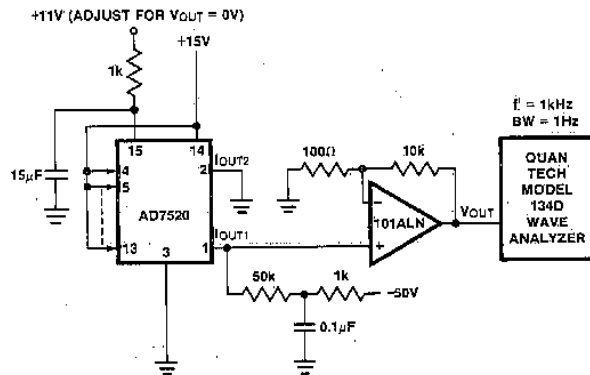 +11V (ADJUST FOR VOUT = 0V)
+15V
1k
f = 1kHz
BW = 1Hz
15
14
IOUT2
100Ω
10k
15µF
4
5
2
QUAN
TECH
MODEL
134D
WAVE
ANALYZER
AD7520
101ALN
VOUT
IOUT1
13
3
1
50k
1k
–50V
0.1µF